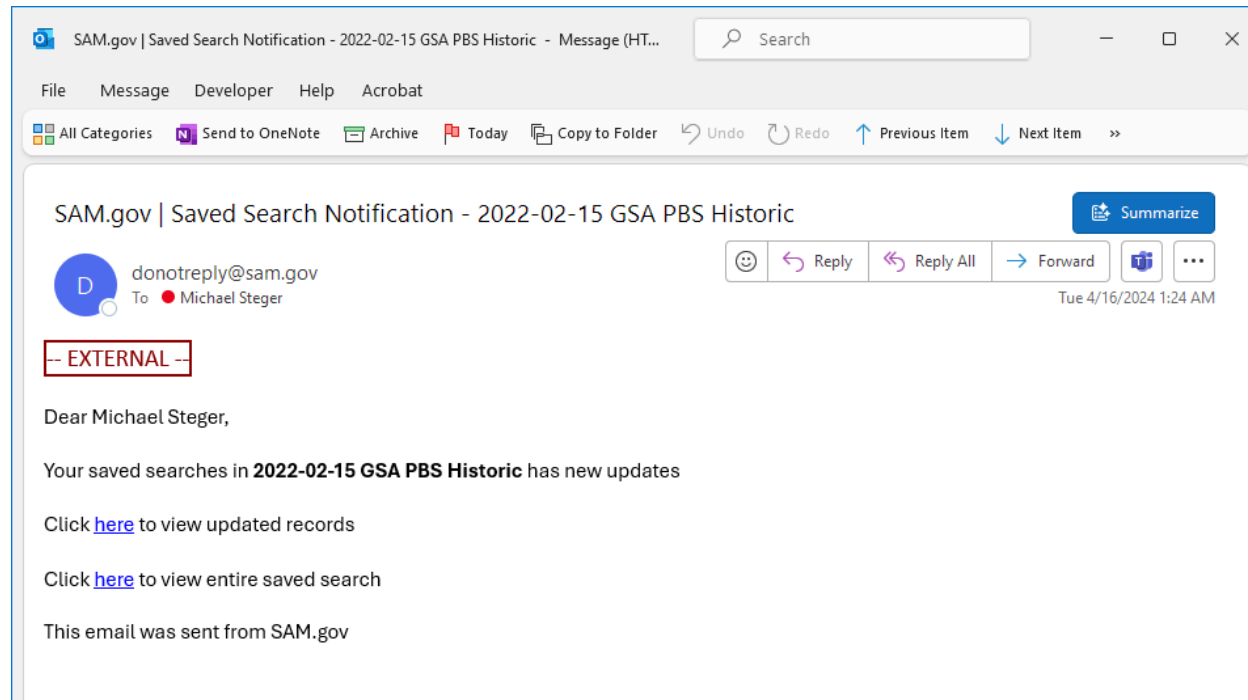 SAM.gov | Saved Search Notification - 2022-02-15 GSA PBS Historic - Message (HT...
Search
File Message Developer Help Acrobat
All Categories Send to OneNote Archive Today Copy to Folder Undo Redo Previous Item Next Item »
SAM.gov | Saved Search Notification - 2022-02-15 GSA PBS Historic
Summarize
D
donotreply@sam.gov
To Michael Steger
Reply Reply All Forward
Tue 4/16/2024 1:24 AM
-- EXTERNAL --
Dear Michael Steger,
Your saved searches in 2022-02-15 GSA PBS Historic has new updates
Click here to view updated records
Click here to view entire saved search
This email was sent from SAM.gov